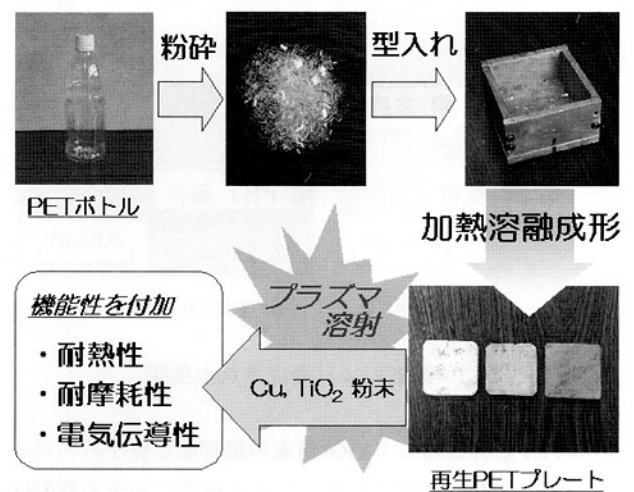 粉砕
型入れ
PETボトル
加熱溶融成形
プラズマ
溶射
Cu, TiO₂ 粉末
機能性を付加
・耐熱性
・耐摩耗性
・電気伝導性
再生PETプレート